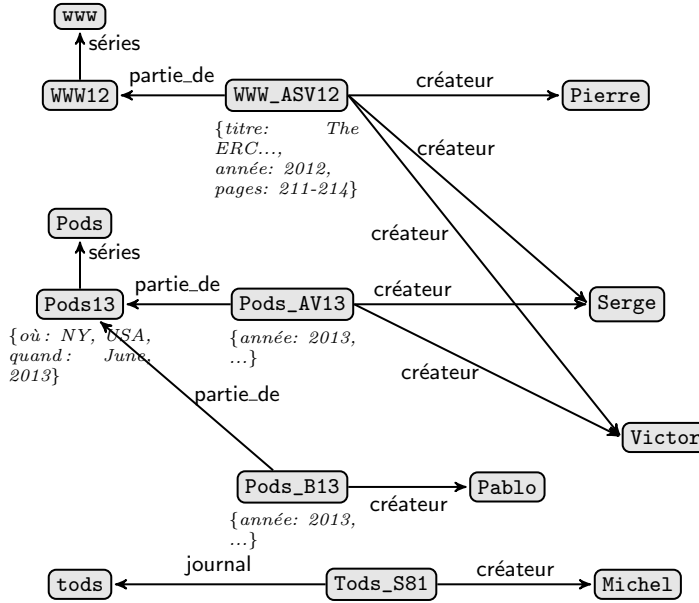 www
séries
partie_de
créateur
WWW12
WWW_ASV12
Pierre
{titre: The
ERC...,
année: 2012,
pages: 211-214}
créateur
créateur
Pods
séries
partie_de
créateur
Pods13
Pods_AV13
Serge
{où: NY, USA,
quand: June,
2013}
{année: 2013,
...}
créateur
partie_de
Victor
Pods_B13
créateur
Pablo
{année: 2013,
...}
journal
créateur
tods
Tods_S81
Michel